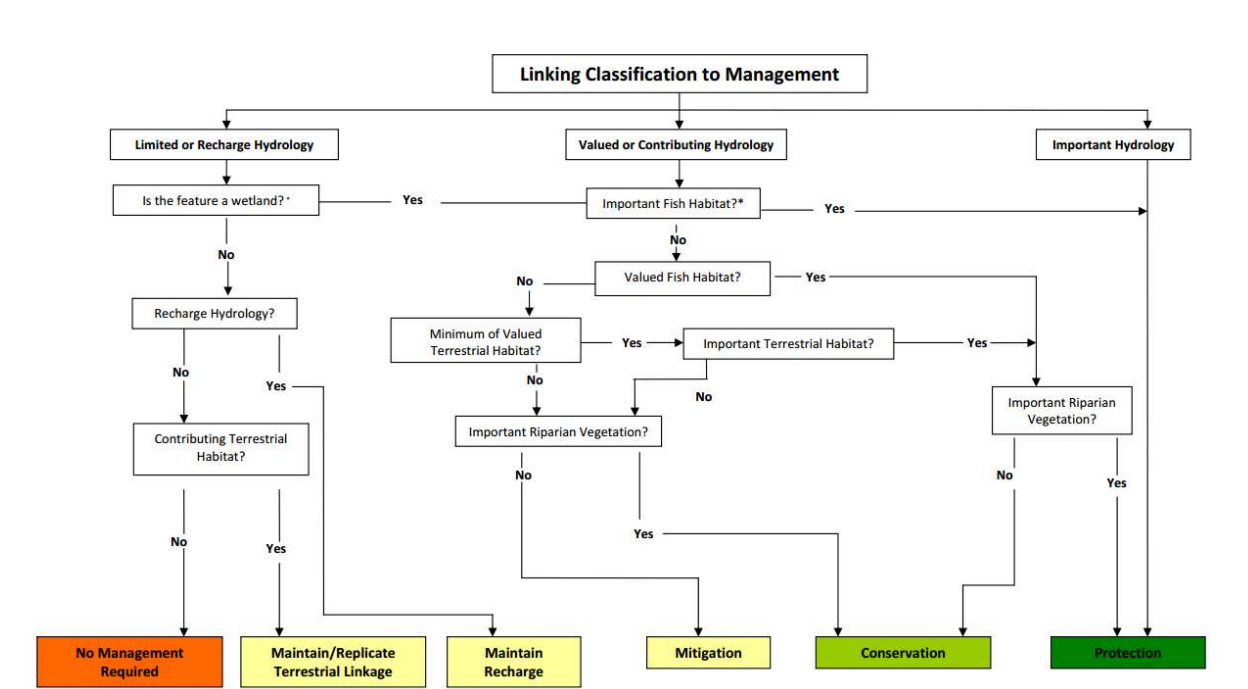 Linking Classification to Management
Limited or Recharge Hydrology
Valued or Contributing Hydrology
Important Hydrology
Is the feature a wetland?*
Yes
Important Fish Habitat?*
Yes
No
No
Valued Fish Habitat?
Yes
No
Recharge Hydrology?
Minimum of Valued
Terrestrial Habitat?
Yes
Important Terrestrial Habitat?
Yes
No
Yes
No
No
Important Riparian
Vegetation?
Contributing Terrestrial
Habitat?
Important Riparian Vegetation?
No
No
Yes
No
Yes
Yes
No Management
Required
Maintain/Replicate
Terrestrial Linkage
Maintain
Recharge
Mitigation
Conservation
Protection